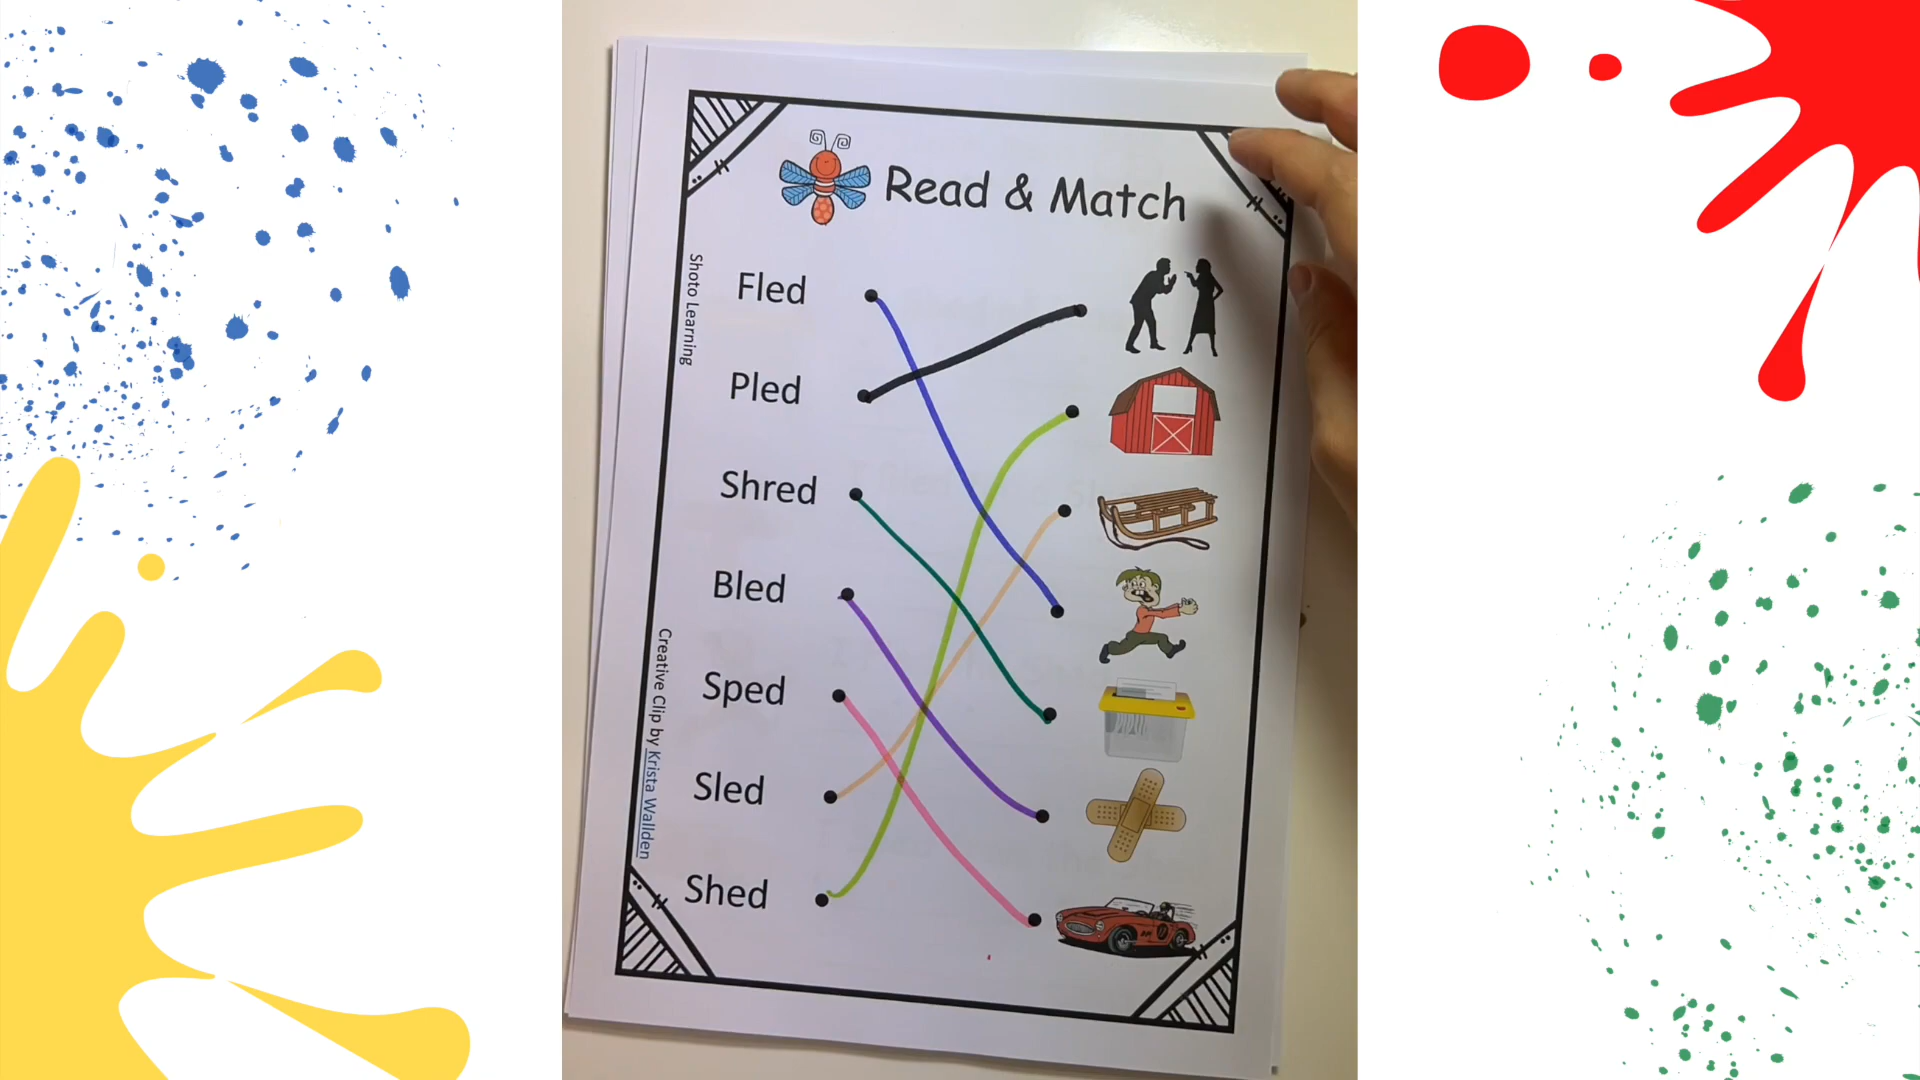 Read & Match
Shoto Learning
Fled
Pled
Shred
Bled
Sped
Sled
Shed
Creative Clip by Krista Wallden